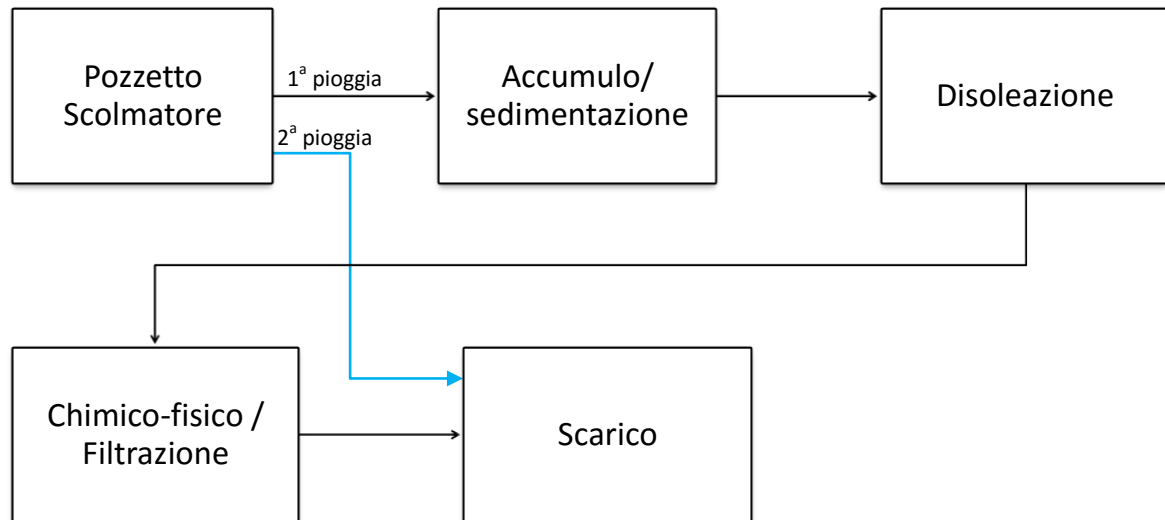 Pozzetto
Scolmatore
1ª pioggia
2ª pioggia
Accumulo/
sedimentazione
Disoleazione
Chimico-fisico /
Filtrazione
Scarico